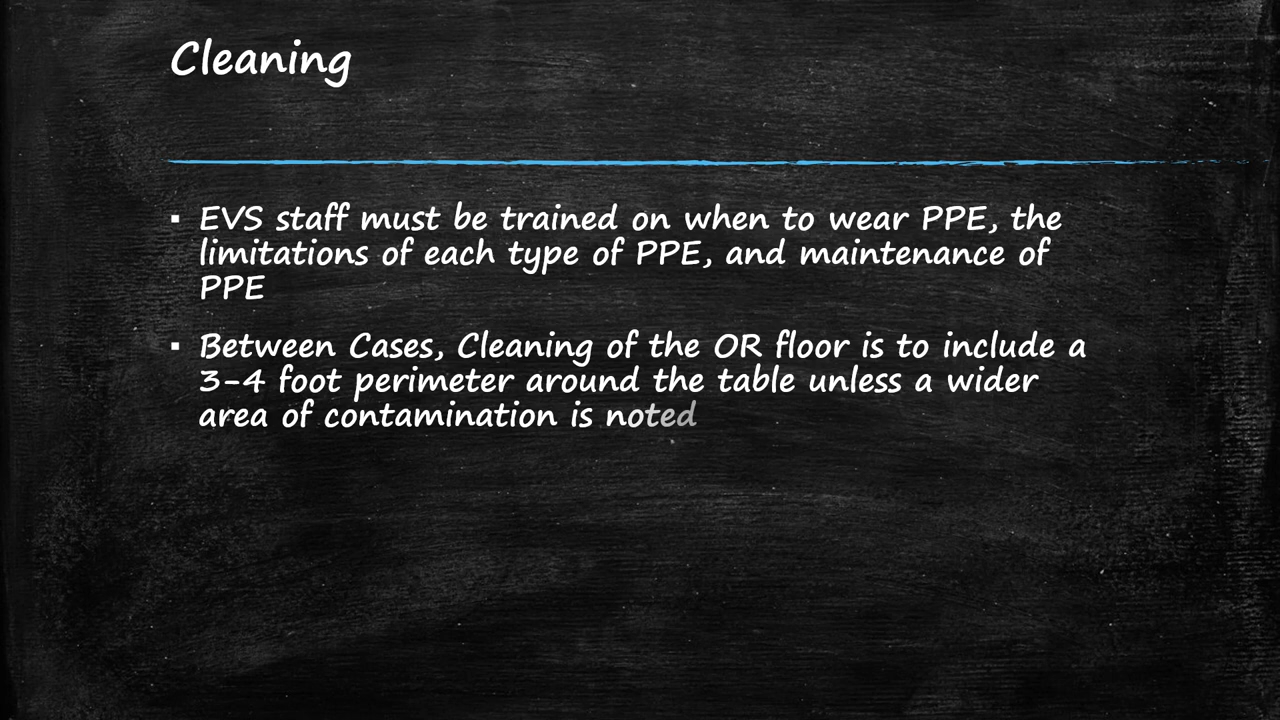 Cleaning
▪ EVS staff must be trained on when to wear PPE, the
limitations of each type of PPE, and maintenance of
PPE
▪ Between Cases, Cleaning of the OR floor is to include a
3-4 foot perimeter around the table unless a wider
area of contamination is noted